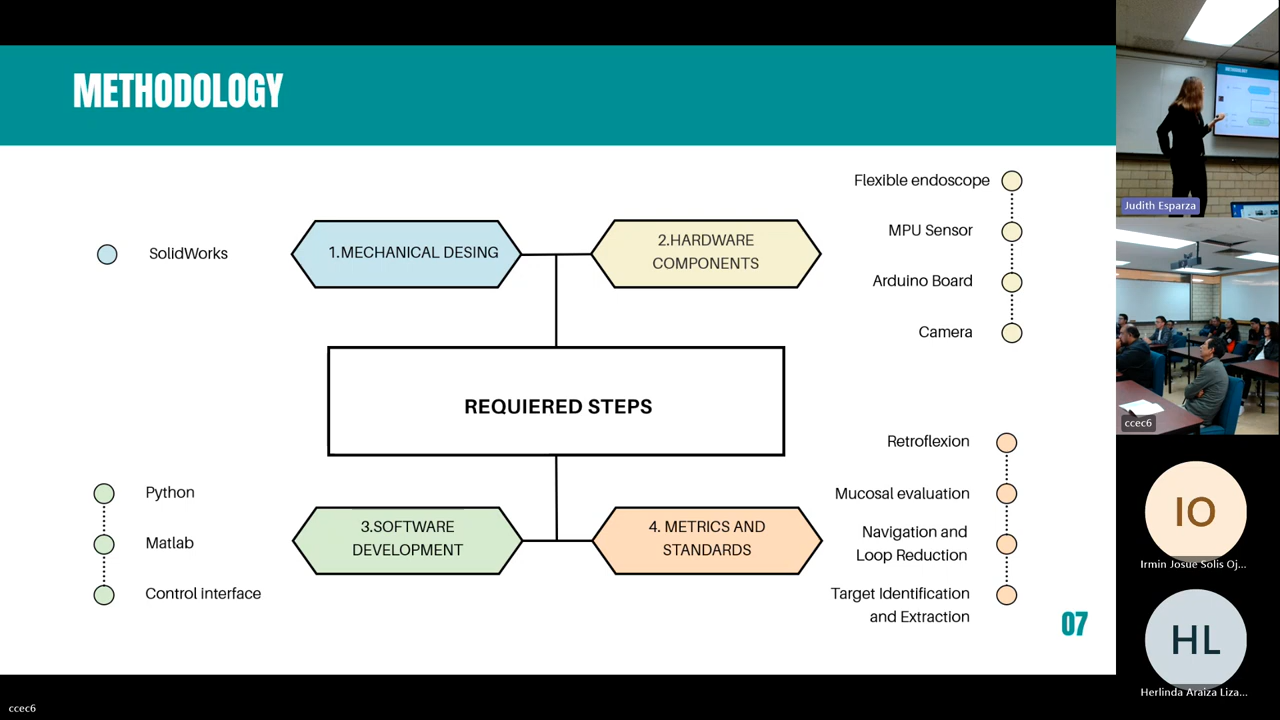 METHODOLOGY
SolidWorks
1.MECHANICAL DESING
2.HARDWARE
COMPONENTS
Flexible endoscope
MPU Sensor
Arduino Board
Camera
REQUIERED STEPS
Python
Matlab
Control interface
3.SOFTWARE
DEVELOPMENT
4. METRICS AND
STANDARDS
Retroflexion
Mucosal evaluation
Navigation and
Loop Reduction
Target Identification
and Extraction
07
ccec6
METHODOLOGY
Judith Esparza
ccec6
IO
Irmin Josue Solis Oj...
HL
Herlinda Araiza Liza...